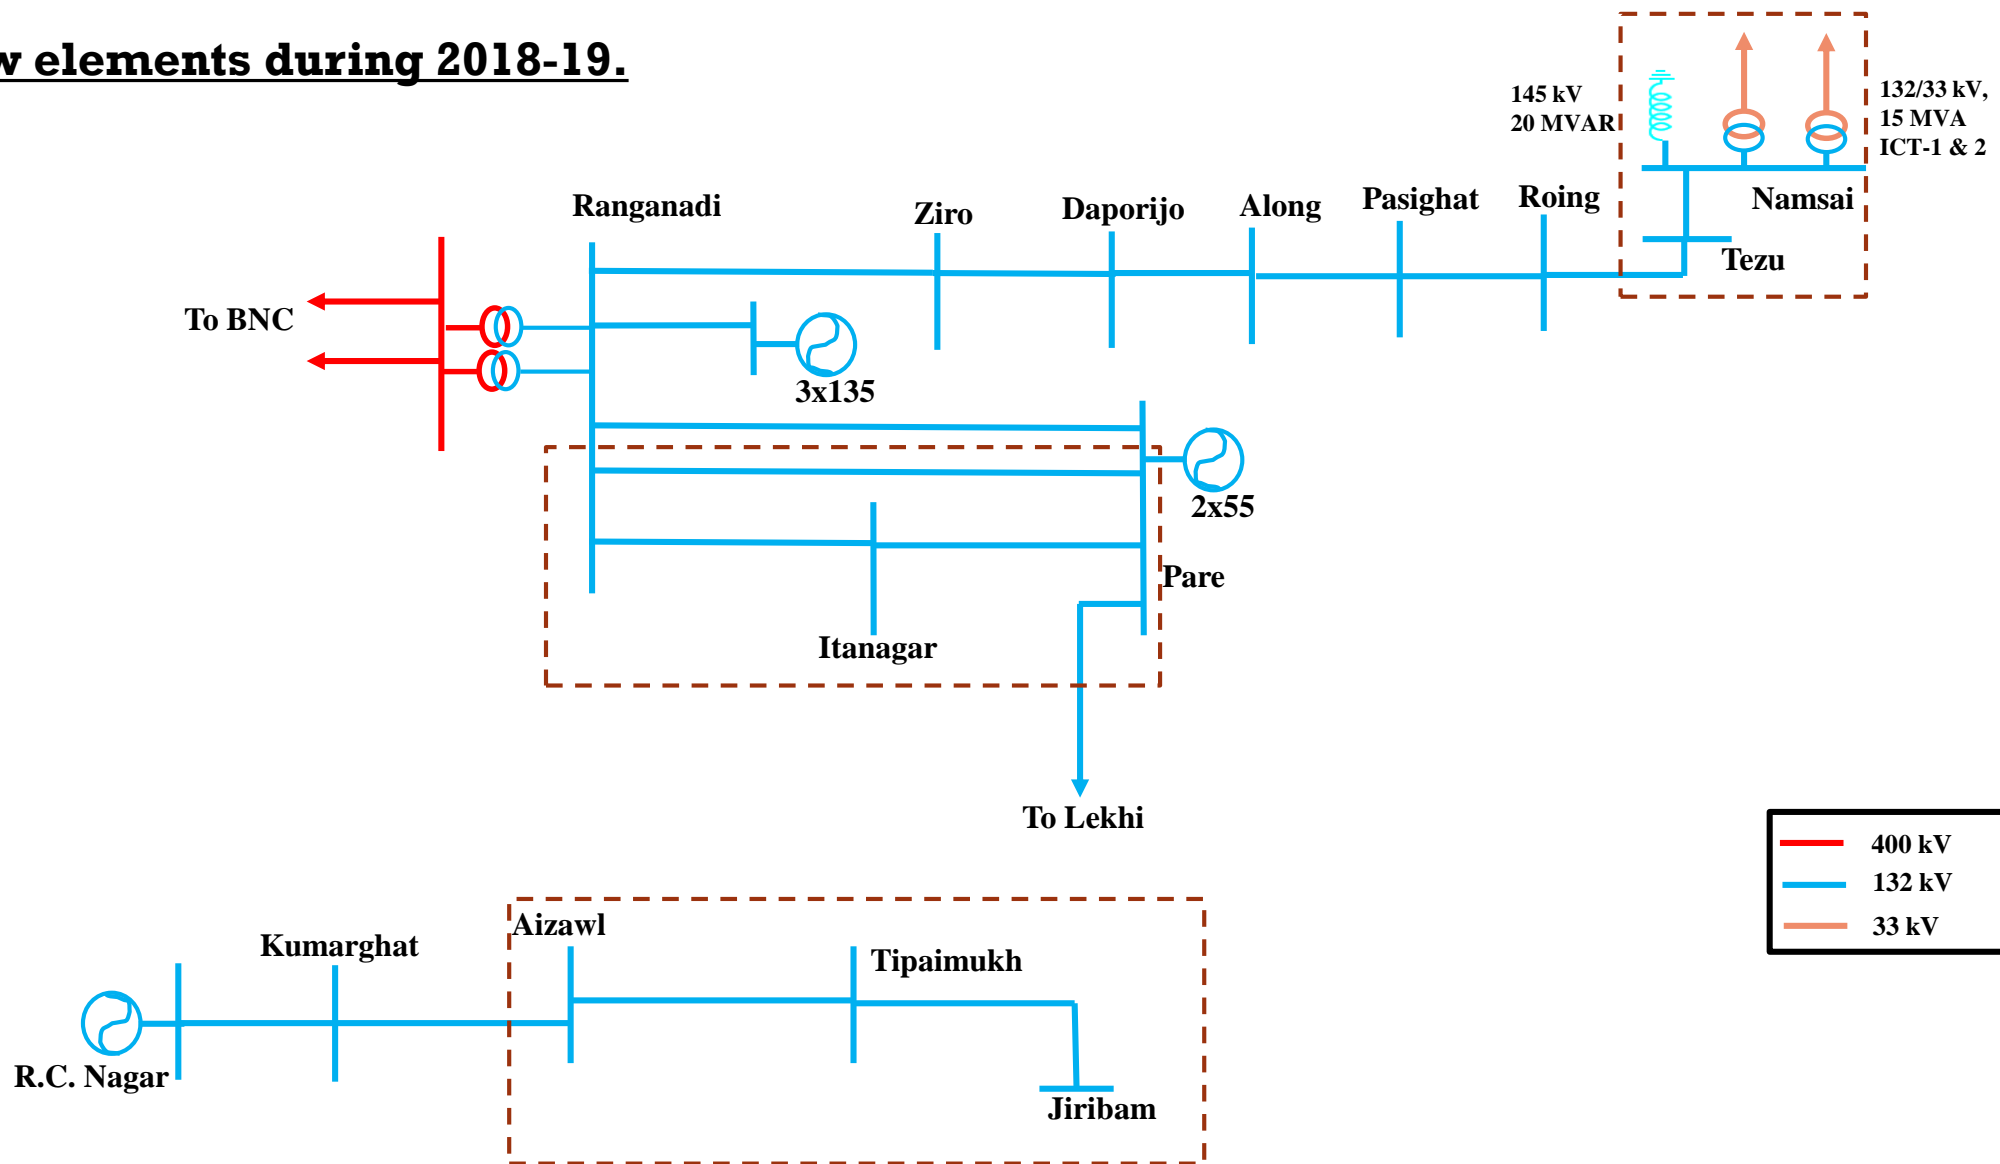 elements during 2018-19.
145 kV
20 MVAR
132/33 kV,
15 MVA
ICT-1 & 2
Ranganadi
Ziro
Daporijo
Along
Pasighat
Roing
Namsai
Tezu
To BNC
3x135
2x55
Pare
Itanagar
To Lekhi
400 kV
132 kV
33 kV
Aizawl
Kumarghat
Tipaimukh
R.C. Nagar
Jiribam